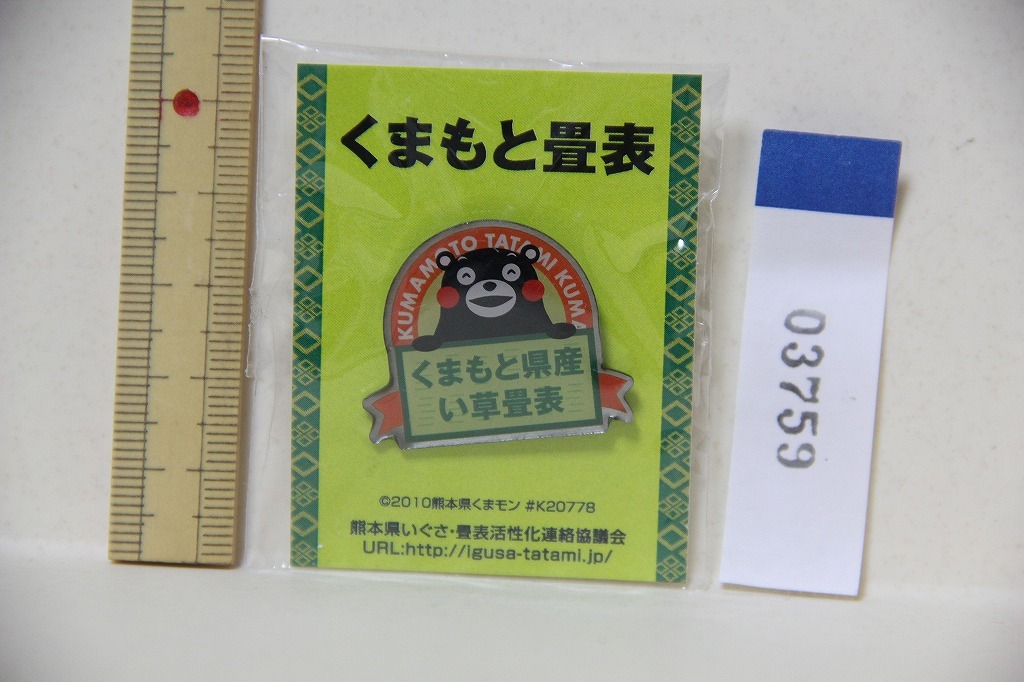 くまもと畳表
KUMAMOTO TATAMI KUMA
くまもと県産
い草畳表
©2010熊本県くまモン #K20778
熊本県いぐさ・畳表活性化連絡協議会
URL:http://igusa-tatami.jp/
03759